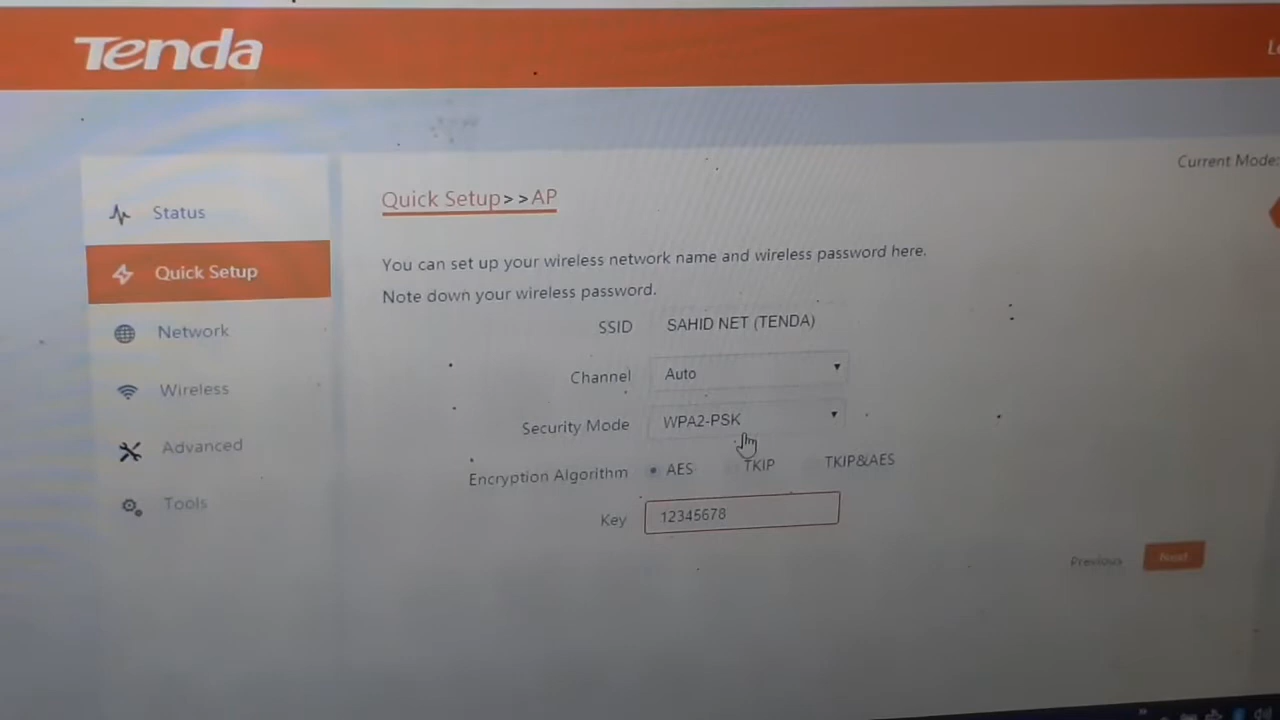 Tenda
Current Mode:
Status
Quick Setup
Network
Wireless
Advanced
Tools
Quick Setup>>AP
You can set up your wireless network name and wireless password here.
Note down your wireless password.
SSID SAHID NET (TENDA)
Channel Auto
Security Mode WPA2-PSK
Encryption Algorithm AES TKIP TKIP&AES
Key 12345678
Previous Next